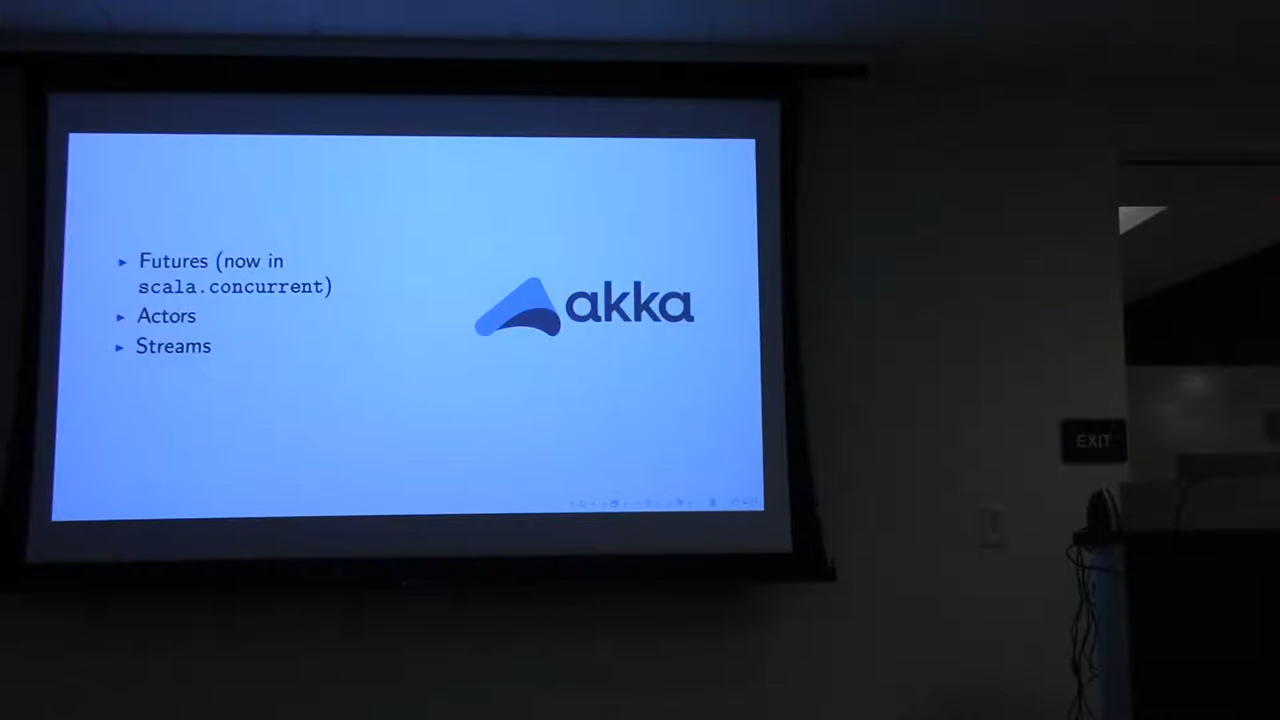 ▸ Futures (now in
scala.concurrent)
▸ Actors
▸ Streams
akka
EXIT